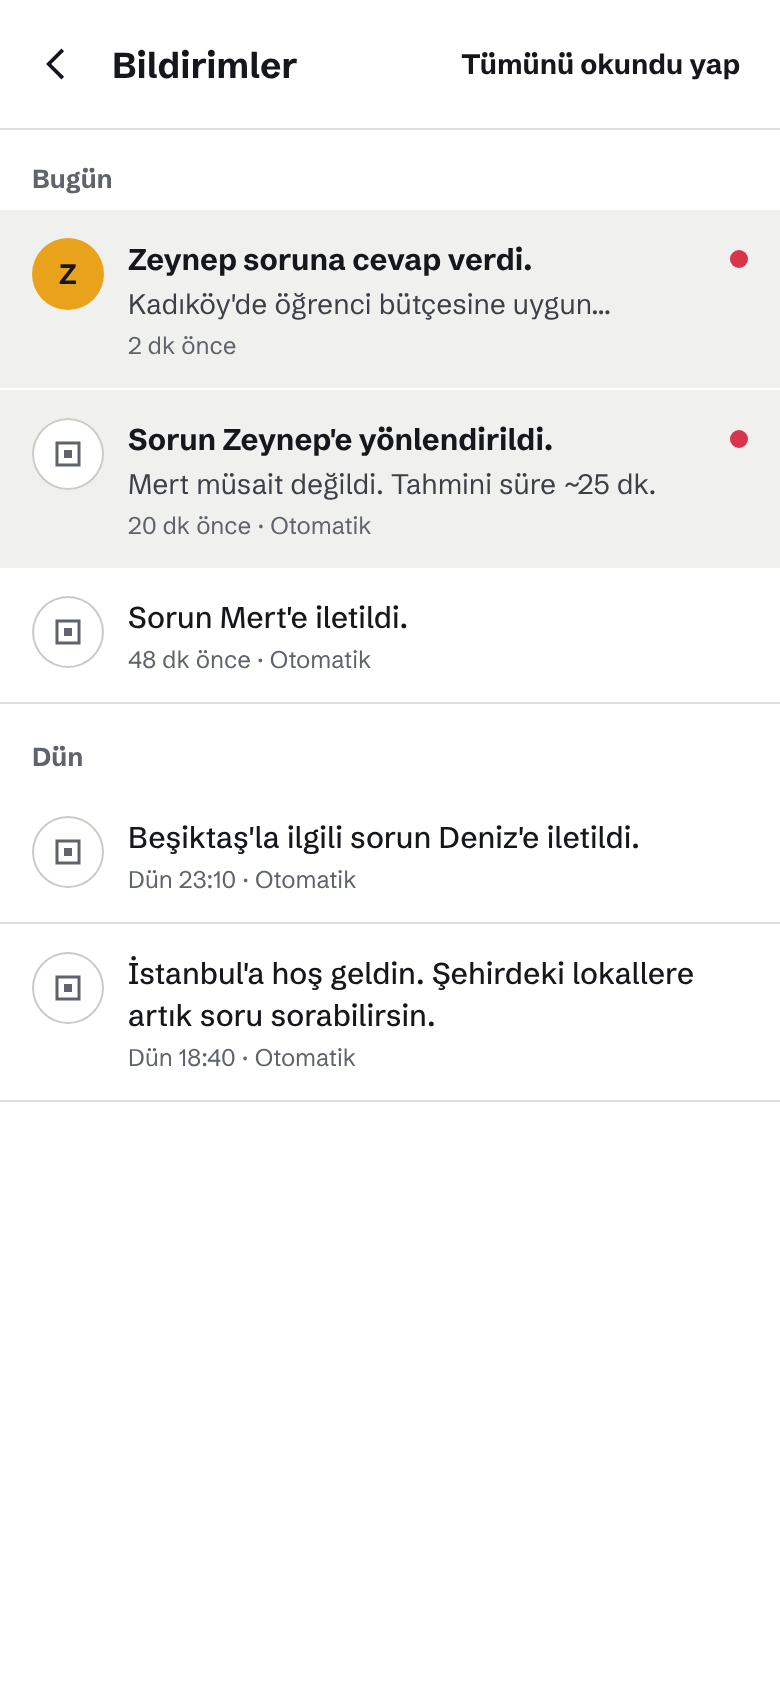 Bildirimler
Tümünü okundu yap
Bugün
Z
Zeynep soruna cevap verdi.
Kadıköy'de öğrenci bütçesine uygun...
2 dk önce
Sorun Zeynep'e yönlendirildi.
Mert müsait değildi. Tahmini süre ~25 dk.
20 dk önce · Otomatik
Sorun Mert'e iletildi.
48 dk önce · Otomatik
Dün
Beşiktaş'la ilgili sorun Deniz'e iletildi.
Dün 23:10 · Otomatik
İstanbul'a hoş geldin. Şehirdeki lokallere
artık soru sorabilirsin.
Dün 18:40 · Otomatik